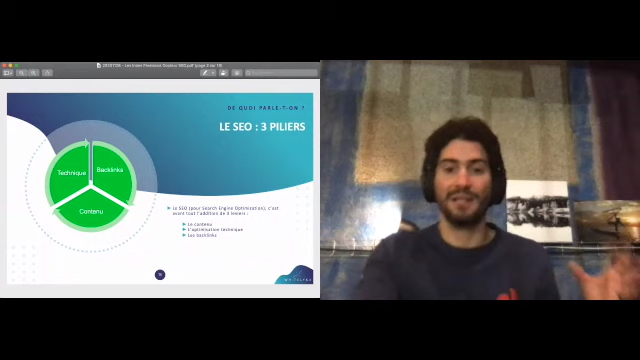 DE QUOI PARLE-T-ON ?
LE SEO : 3 PILIERS
Technique
Backlinks
Contenu
Le SEO (pour Search Engine Optimization), c'est
avant tout l'addition de 3 leviers :
Le contenu
L'optimisation technique
Les backlinks